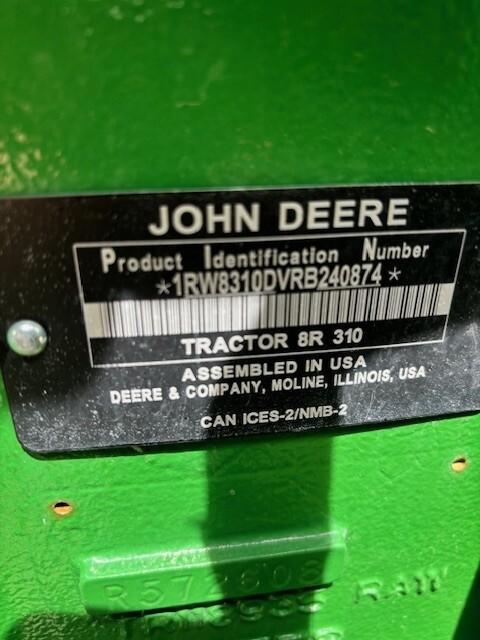 JOHN DEERE
Product Identification Number
*1RW8310DVRB240874*
TRACTOR 8R 310
ASSEMBLED IN USA
DEERE & COMPANY, MOLINE, ILLINOIS, USA
CAN ICES-2/NMB-2
RAW